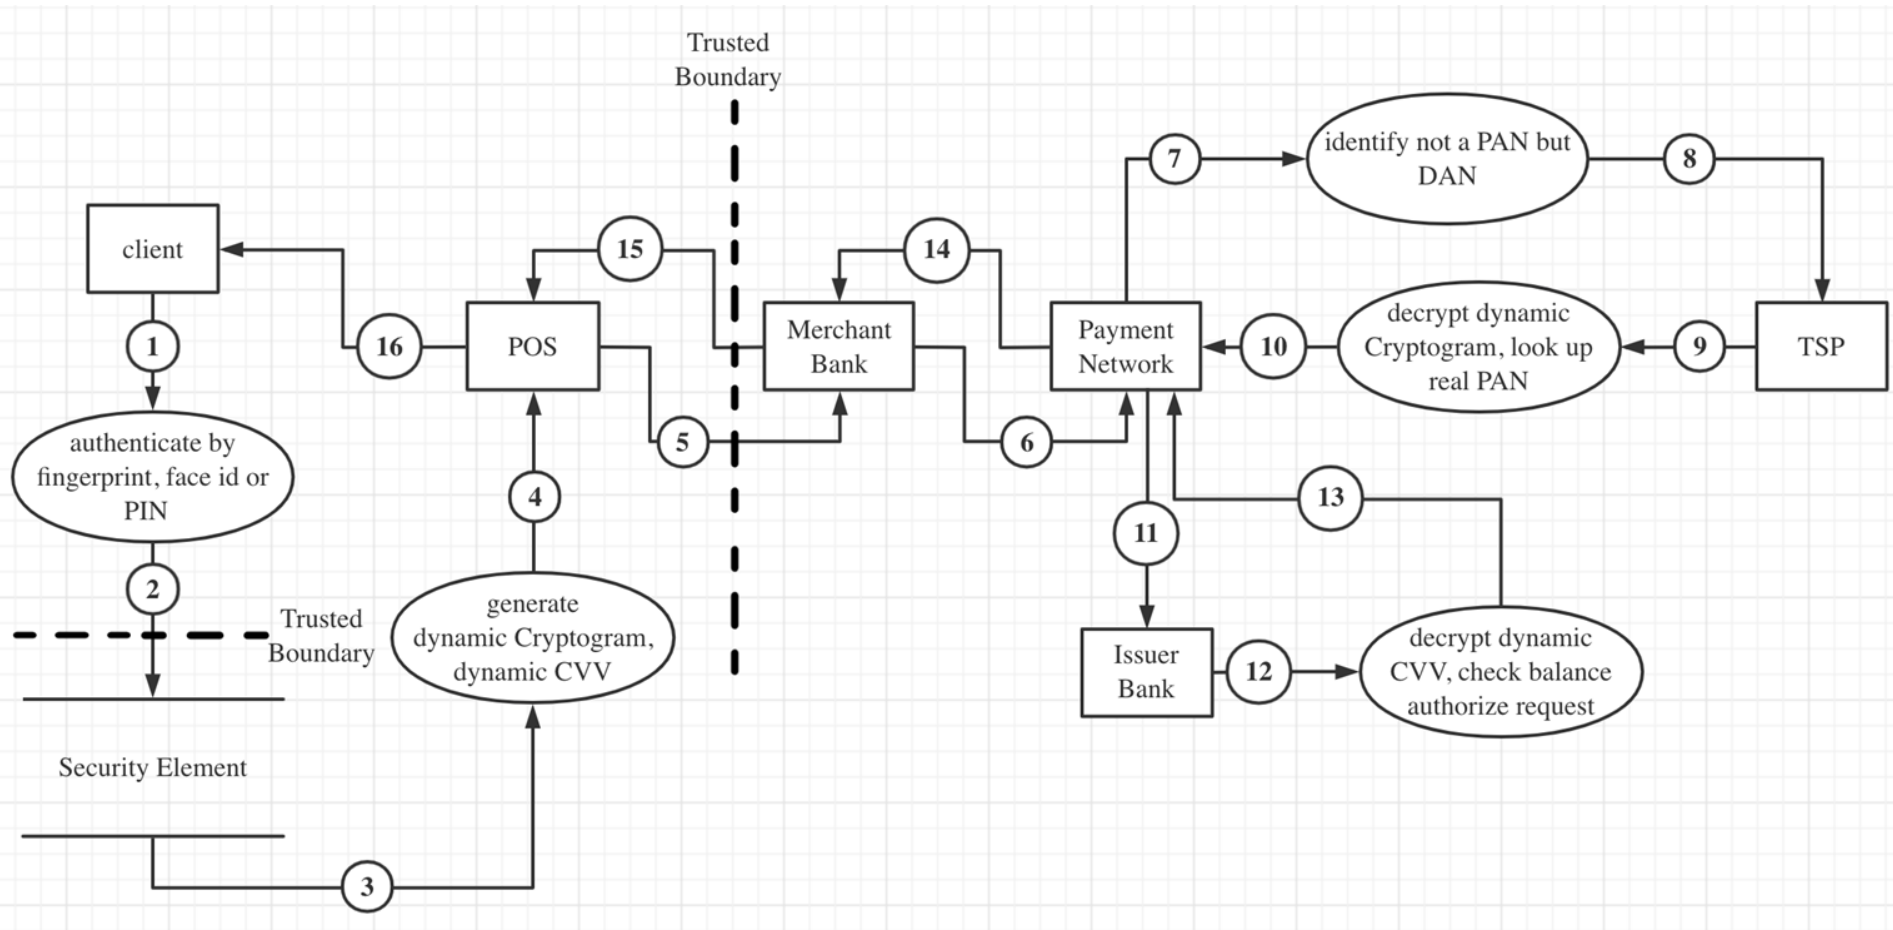 Trusted
Boundary
7
identify not a PAN but
DAN
8
client
15
14
1
16
POS
Merchant
Bank
Payment
Network
10
decrypt dynamic
Cryptogram, look up
real PAN
9
TSP
authenticate by
fingerprint, face id or
PIN
5
6
4
13
11
2
Trusted
Boundary
generate
dynamic Cryptogram,
dynamic CVV
Issuer
Bank
12
decrypt dynamic
CVV, check balance
authorize request
Security Element
3